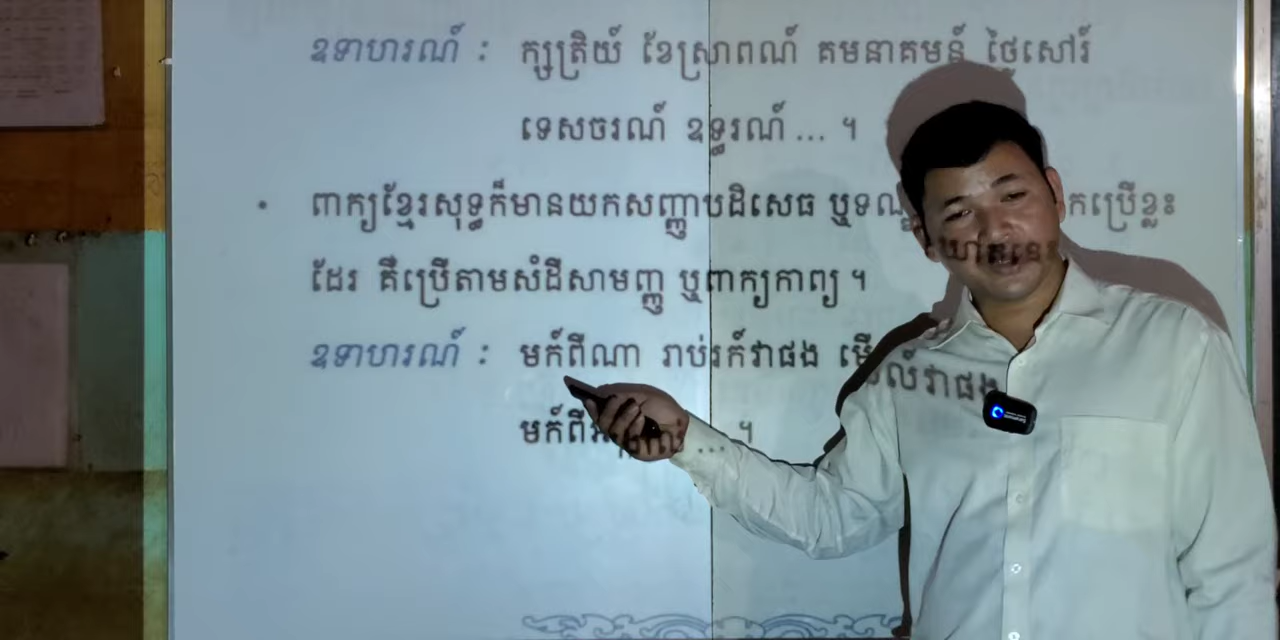 ឧទាហរណ៍ : ក្សត្រិយ៍ ខែស្រាពណ៍ គមនាគមន៍ ថ្ងៃសៅរ៍
ទេសចរណ៍ ឧទ្ធរណ៍ ... ។
• ពាក្យខ្មែរសុទ្ធក៏មានយកសញ្ញាបដិសេធ ឬទណ្ឌ កប្រើខ្លះ
ដែរ គឺប្រើតាមសំដីសាមញ្ញ ឬពាក្យកាព្យ ។
ឧទាហរណ៍ : មក៍ពីណា រាប់រក៍វាផង មើលល៍វាផង
មក៍ពី ... ។